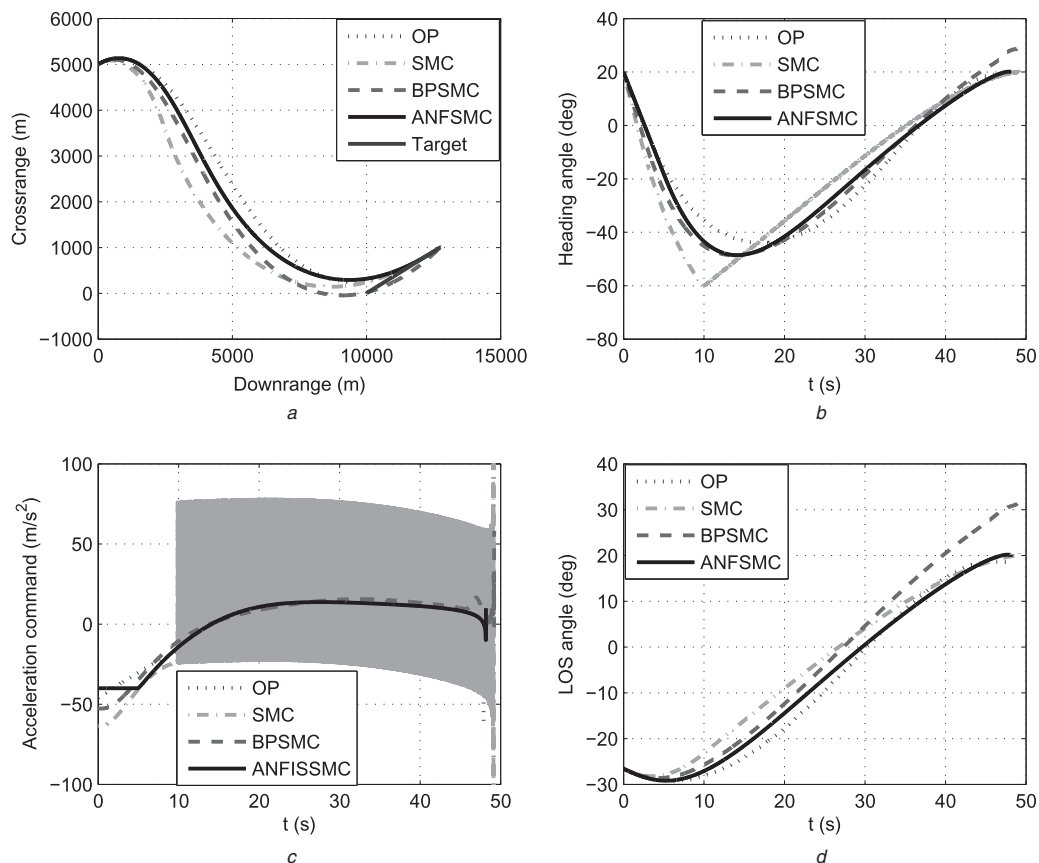 6000
5000
4000
3000
2000
1000
0
−1000
0
5000
10000
15000
Crossrange (m)
Downrange (m)
OP
SMC
BPSMC
ANFSMC
Target
a
40
20
0
−20
−40
−60
−80
0
10
20
30
40
50
Heading angle (deg)
t (s)
OP
SMC
BPSMC
ANFSMC
b
100
50
0
−50
−100
0
10
20
30
40
50
Acceleration command (m/s²)
t (s)
OP
SMC
BPSMC
ANFISSMC
c
40
30
20
10
0
−10
−20
−30
0
10
20
30
40
50
LOS angle (deg)
t (s)
OP
SMC
BPSMC
ANFSMC
d